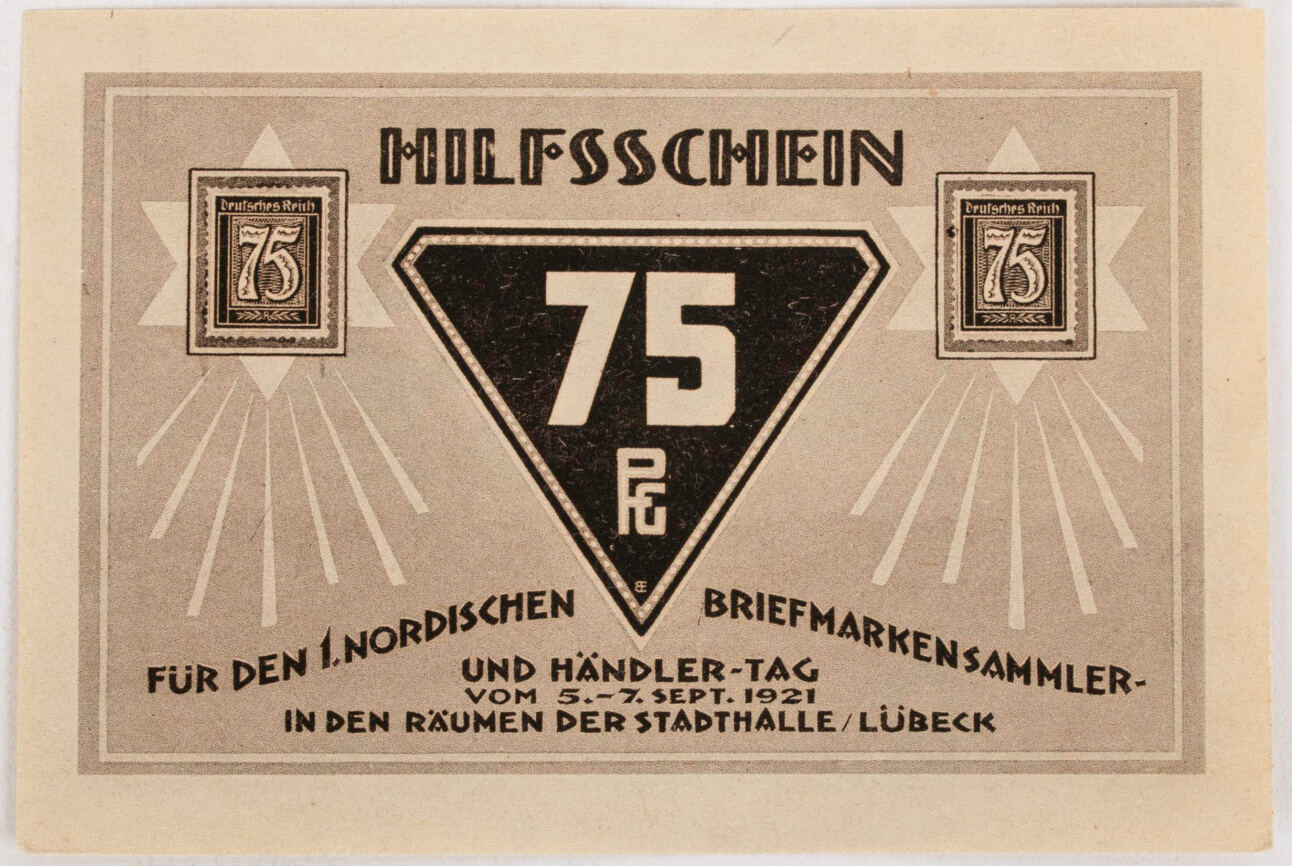 HILFSSCHEIN
Deutsches Reich
75
Deutsches Reich
75
75
PFG
FÜR DEN 1. NORDISCHEN BRIEFMARKENSAMMLER-
UND HÄNDLER-TAG
VOM 5.-7. SEPT. 1921
IN DEN RÄUMEN DER STADTHALLE / LÜBECK